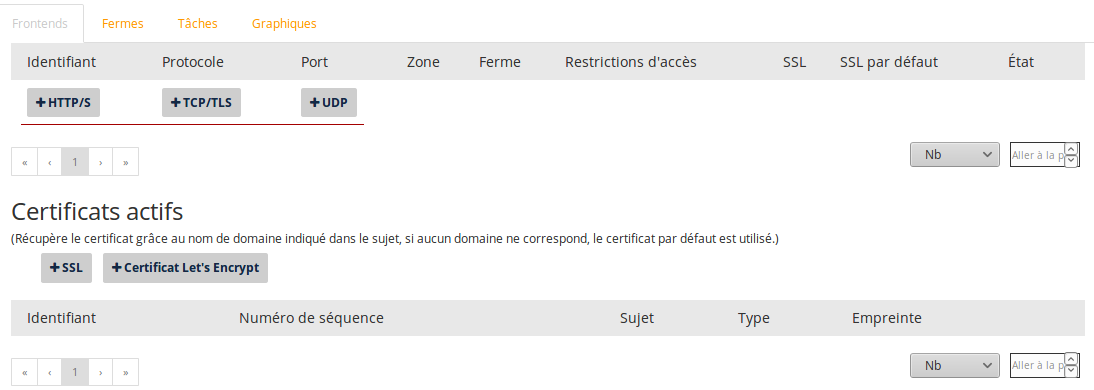 Frontends Fermes Tâches Graphiques
Identifiant Protocole Port Zone Ferme Restrictions d'accès SSL SSL par défaut État
+ HTTP/S + TCP/TLS + UDP
« ‹ 1 › » Nb Aller à la p
Certificats actifs
(Récupère le certificat grâce au nom de domaine indiqué dans le sujet, si aucun domaine ne correspond, le certificat par défaut est utilisé.)
+ SSL + Certificat Let's Encrypt
Identifiant Numéro de séquence Sujet Type Empreinte
« ‹ 1 › » Nb Aller à la p